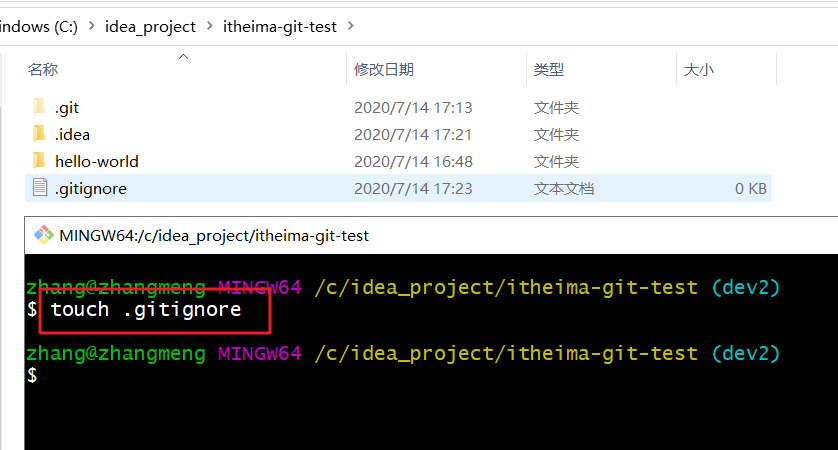 indows (C:) > idea_project > itheima-git-test >
名称 修改日期 类型 大小
.git 2020/7/14 17:13 文件夹
.idea 2020/7/14 17:21 文件夹
hello-world 2020/7/14 16:48 文件夹
.gitignore 2020/7/14 17:23 文本文档 0 KB
MINGW64:/c/idea_project/itheima-git-test
zhang@zhangmeng MINGW64 /c/idea_project/itheima-git-test (dev2)
$ touch .gitignore
zhang@zhangmeng MINGW64 /c/idea_project/itheima-git-test (dev2)
$